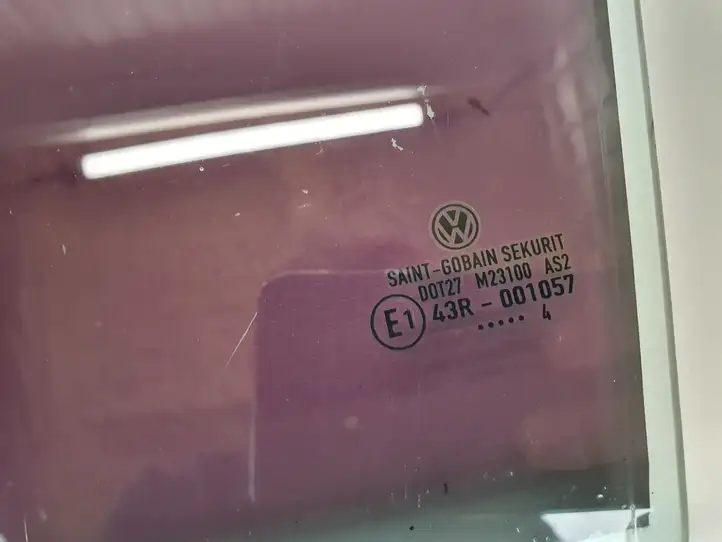 SAINT-GOBAIN SEKURIT
DOT27 M23100 AS2
E1 43R - 001057
..... 4